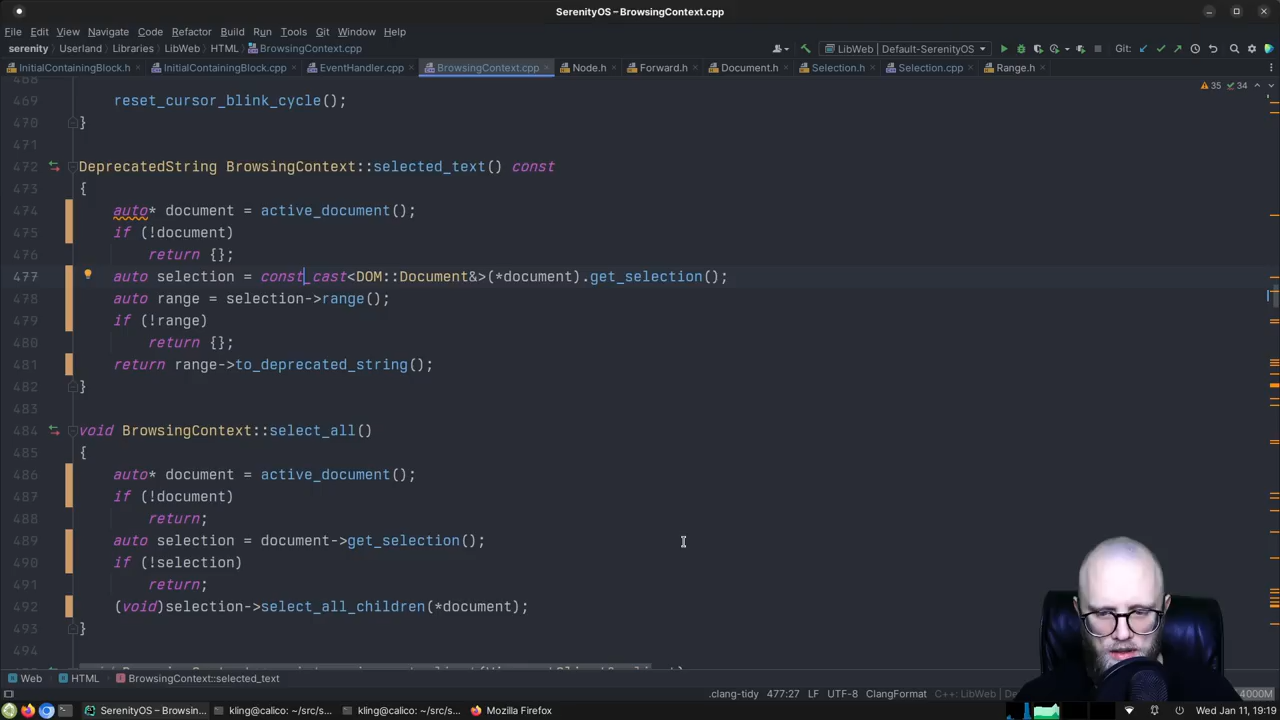 SerenityOS – BrowsingContext.cpp
File Edit View Navigate Code Refactor Build Run Tools Git Window Help
serenity Userland Libraries LibWeb HTML BrowsingContext.cpp LibWeb | Default-SerenityOS Git:
InitialContainingBlock.h InitialContainingBlock.cpp EventHandler.cpp BrowsingContext.cpp Node.h Forward.h Document.h Selection.h Selection.cpp Range.h
468
469 reset_cursor_blink_cycle();
35 34
470 }
471
472 DeprecatedString BrowsingContext::selected_text() const
473 {
474 auto* document = active_document();
475 if (!document)
476 return {};
477 auto selection = const_cast<DOM::Document&>(*document).get_selection();
478 auto range = selection->range();
479 if (!range)
480 return {};
481 return range->to_deprecated_string();
482 }
483
484 void BrowsingContext::select_all()
485 {
486 auto* document = active_document();
487 if (!document)
488 return;
489 auto selection = document->get_selection();
490 if (!selection)
491 return;
492 (void)selection->select_all_children(*document);
493 }
494
Web HTML BrowsingContext::selected_text
.clang-tidy 477:27 LF UTF-8 ClangFormat C++: LibWeb 4000M
SerenityOS – Browsing... kling@calico: ~/src/s... kling@calico: ~/src/s... Mozilla Firefox Wed Jan 11, 19:19